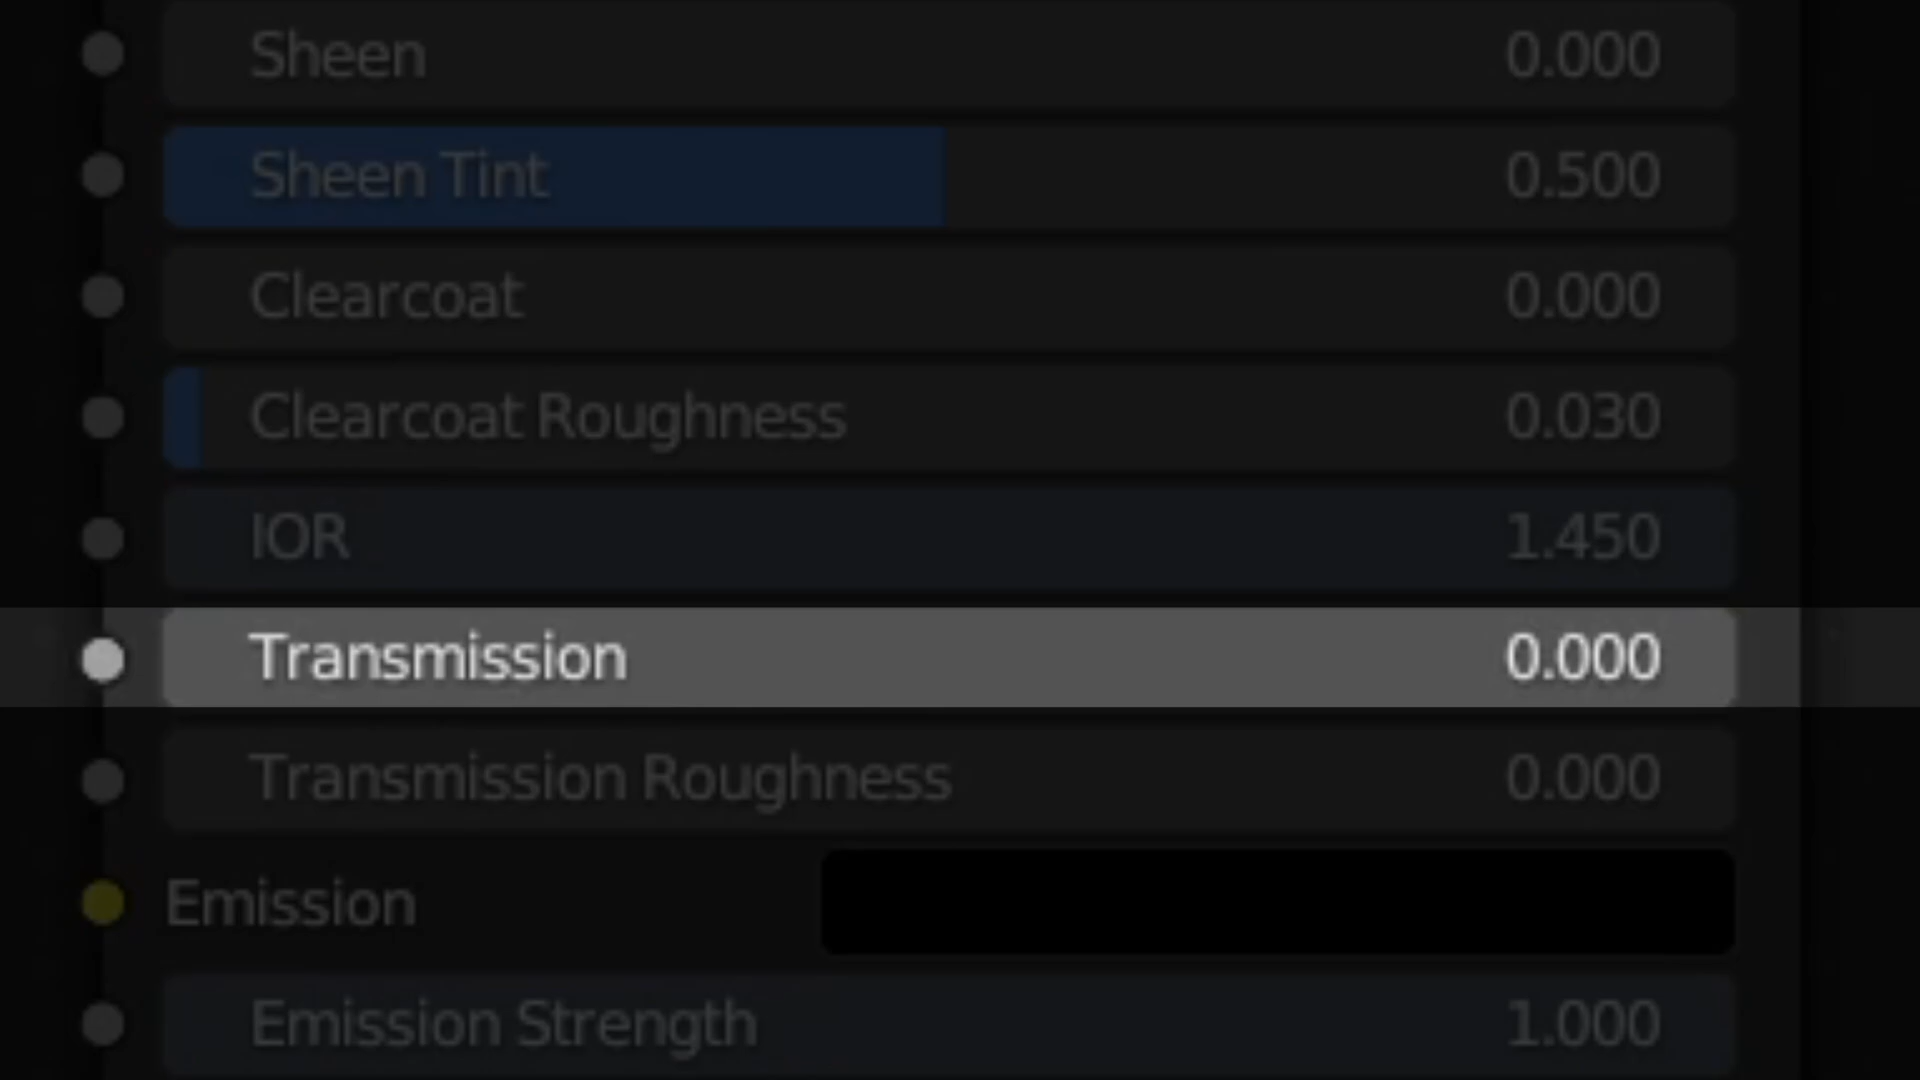 Sheen 0.000
Sheen Tint 0.500
Clearcoat 0.000
Clearcoat Roughness 0.030
IOR 1.450
Transmission 0.000
Transmission Roughness 0.000
Emission
Emission Strength 1.000